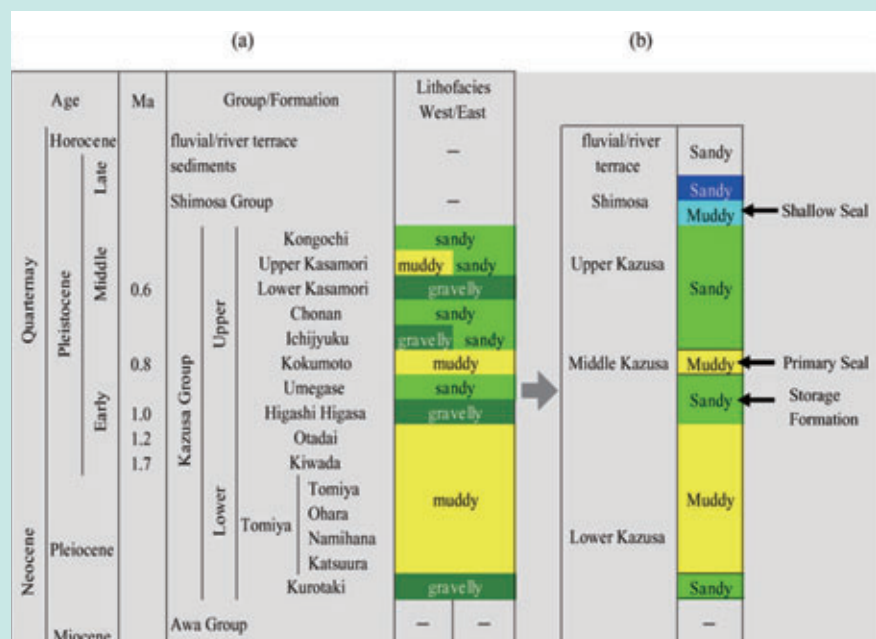 (a)
(b)
Age
Ma
Group/Formation
Lithofacies
West/East
Quarternay
Neocene
Horocene
Pleistocene
Late
Middle
Early
Pleiocene
Miocene
0.6
0.8
1.0
1.2
1.7
fluvial/river terrace
sediments
Shimosa Group
Kazusa Group
Upper
Lower
Kongochi
Upper Kasamori
Lower Kasamori
Chonan
Ichijyuku
Kokumoto
Umegase
Higashi Higasa
Otadai
Kiwada
Tomiya
Tomiya
Ohara
Namihana
Katsuura
Kurotaki
Awa Group
–
–
sandy
muddy sandy
gravelly
sandy
gravelly sandy
muddy
sandy
gravelly
muddy
gravelly
– –
fluvial/river
terrace
Sandy
Shimosa
Sandy
Muddy
Shallow Seal
Upper Kazusa
Sandy
Middle Kazusa
Muddy
Primary Seal
Sandy
Storage
Formation
Muddy
Lower Kazusa
Sandy
–